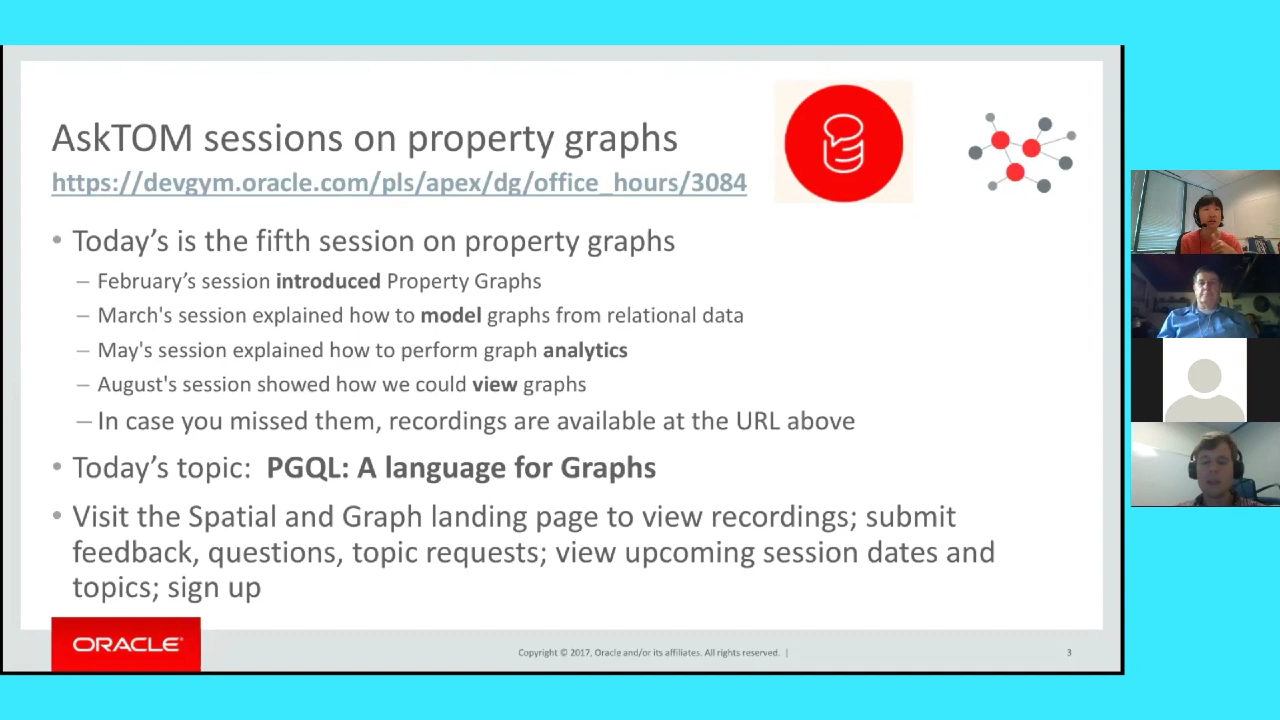 AskTOM sessions on property graphs
https://devgym.oracle.com/pls/apex/dg/office_hours/3084
• Today's is the fifth session on property graphs
– February's session introduced Property Graphs
– March's session explained how to model graphs from relational data
– May's session explained how to perform graph analytics
– August's session showed how we could view graphs
– In case you missed them, recordings are available at the URL above
• Today's topic: PGQL: A language for Graphs
• Visit the Spatial and Graph landing page to view recordings; submit
feedback, questions, topic requests; view upcoming session dates and
topics; sign up
ORACLE®
Copyright © 2017, Oracle and/or its affiliates. All rights reserved. |
3